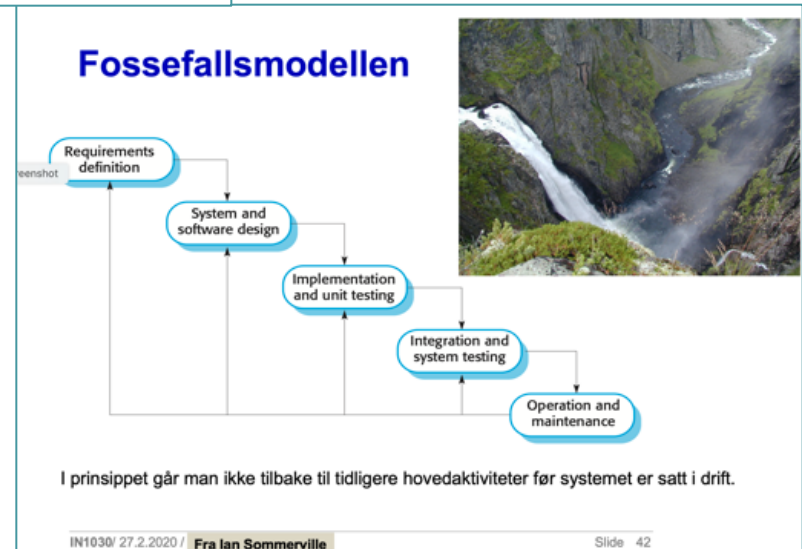 Fossefallsmodellen
Requirements
definition
reenshot
System and
software design
Implementation
and unit testing
Integration and
system testing
Operation and
maintenance
I prinsippet går man ikke tilbake til tidligere hovedaktiviteter før systemet er satt i drift.
IN1030/ 27.2.2020 / Fra Ian Sommerville Slide 42